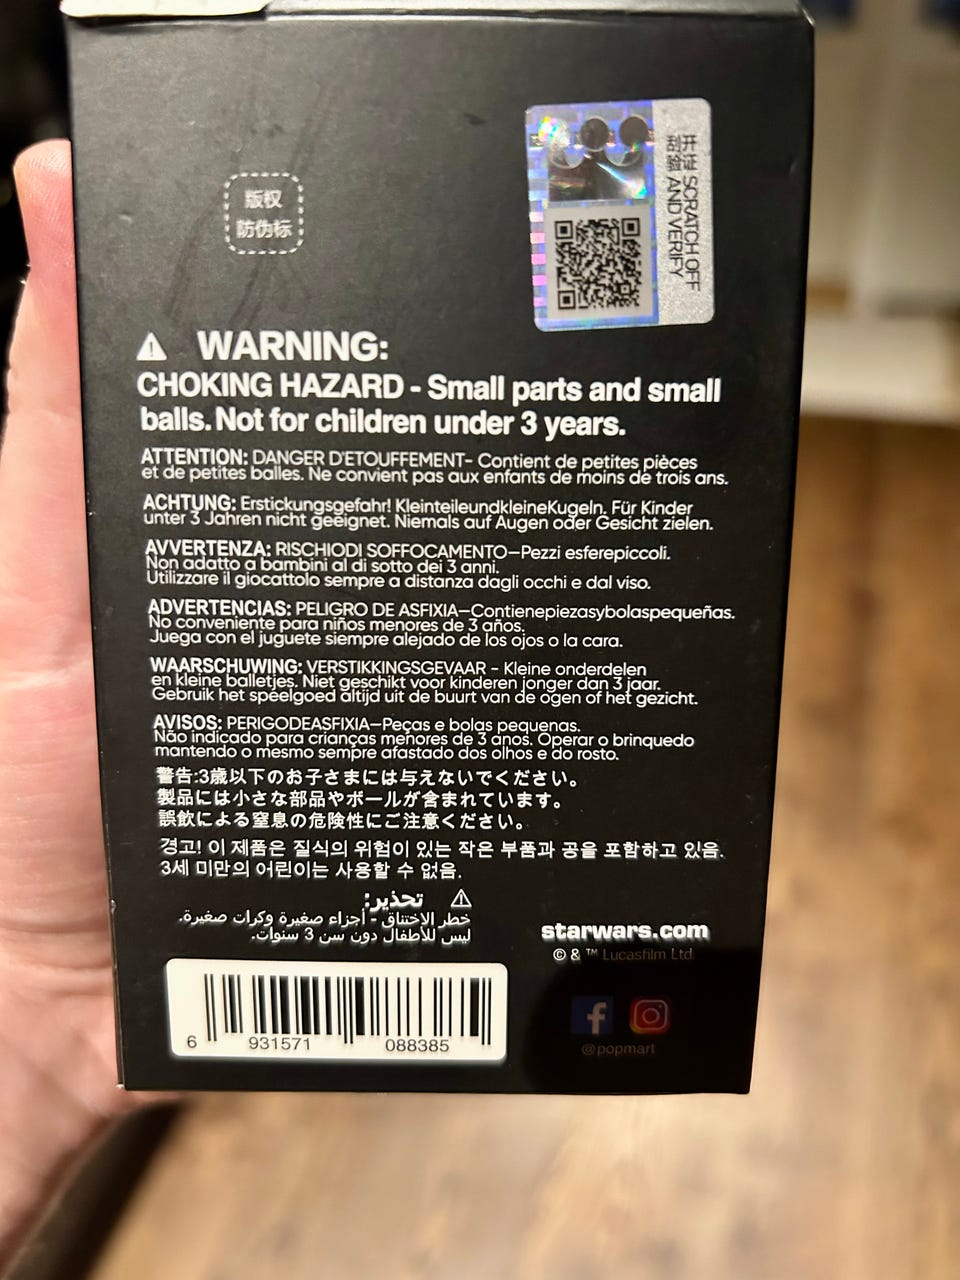 版权
防伪标
开 证 SCRATCH OFF
刮 验 AND VERIFY
WARNING:
CHOKING HAZARD - Small parts and small
balls. Not for children under 3 years.
ATTENTION: DANGER D'ETOUFFEMENT- Contient de petites pièces
et de petites balles. Ne convient pas aux enfants de moins de trois ans.
ACHTUNG: Erstickungsgefahr! KleinteileundkleineKugeln. Für Kinder
unter 3 Jahren nicht geeignet. Niemals auf Augen oder Gesicht zielen.
AVVERTENZA: RISCHIODI SOFFOCAMENTO—Pezzi esferepiccoli.
Non adatto a bambini al di sotto dei 3 anni.
Utilizzare il giocattolo sempre a distanza dagli occhi e dal viso.
ADVERTENCIAS: PELIGRO DE ASFIXIA—Contienepiezasybolaspequeñas.
No conveniente para niños menores de 3 años.
Juega con el juguete siempre alejado de los ojos o la cara.
WAARSCHUWING: VERSTIKKINGSGEVAAR - Kleine onderdelen
en kleine balletjes. Niet geschikt voor kinderen jonger dan 3 jaar.
Gebruik het speelgoed altijd uit de buurt van de ogen of het gezicht.
AVISOS: PERIGODEASFIXIA—Peças e bolas pequenas.
Não indicado para crianças menores de 3 anos. Operar o brinquedo
mantendo o mesmo sempre afastado dos olhos e do rosto.
警告:3歳以下のお子さまには与えないでください。
製品には小さな部品やボールが含まれています。
誤飲による窒息の危険性にご注意ください。
경고! 이 제품은 질식의 위험이 있는 작은 부품과 공을 포함하고 있음.
3세 미만의 어린이는 사용할 수 없음.
تحذير:
خطر الاختناق - أجزاء صغيرة وكرات صغيرة.
ليس للأطفال دون سن 3 سنوات.
starwars.com
© & ™ Lucasfilm Ltd.
6 931571 088385
@popmart